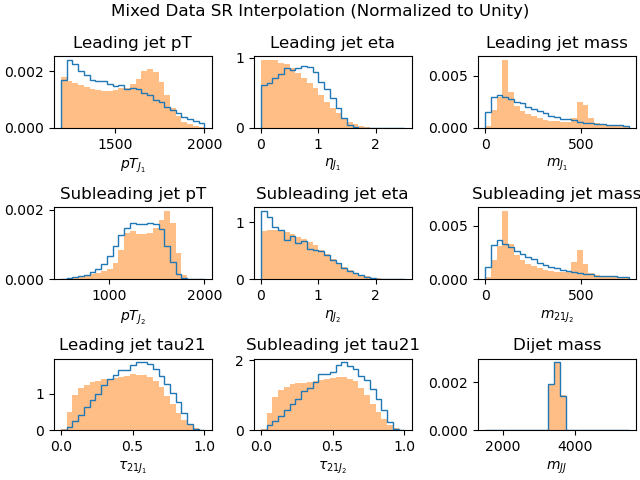 Mixed Data SR Interpolation (Normalized to Unity)
Leading jet pT
0.002
0.000
1500 2000
pT_{J_1}
Leading jet eta
1
0
0 1 2
η_{J_1}
Leading jet mass
0.005
0.000
0 500
m_{J_1}
Subleading jet pT
0.002
0.000
1000 2000
pT_{J_2}
Subleading jet eta
1
0
0 1 2
η_{J_2}
Subleading jet mass
0.005
0.000
0 500
m_{21J_2}
Leading jet tau21
1
0
0.0 0.5 1.0
τ_{21J_1}
Subleading jet tau21
2
1
0
0.0 0.5 1.0
τ_{21J_2}
Dijet mass
0.002
0.000
2000 4000
m_{JJ}